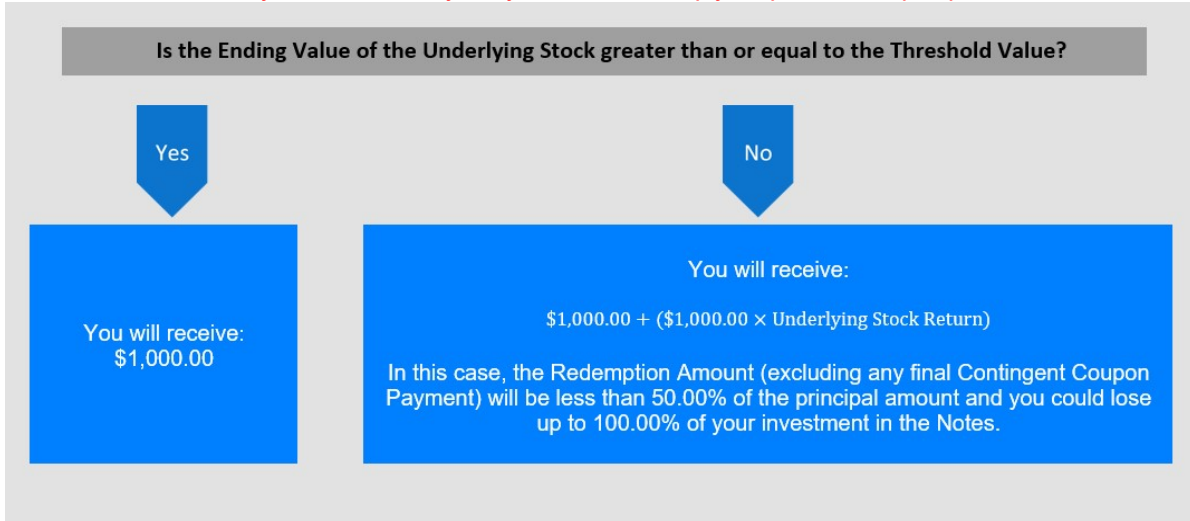 Is the Ending Value of the Underlying Stock greater than or equal to the Threshold Value?
Yes
No
You will receive:
$1,000.00
You will receive:
$1,000.00 + ($1,000.00 × Underlying Stock Return)
In this case, the Redemption Amount (excluding any final Contingent Coupon
Payment) will be less than 50.00% of the principal amount and you could lose
up to 100.00% of your investment in the Notes.